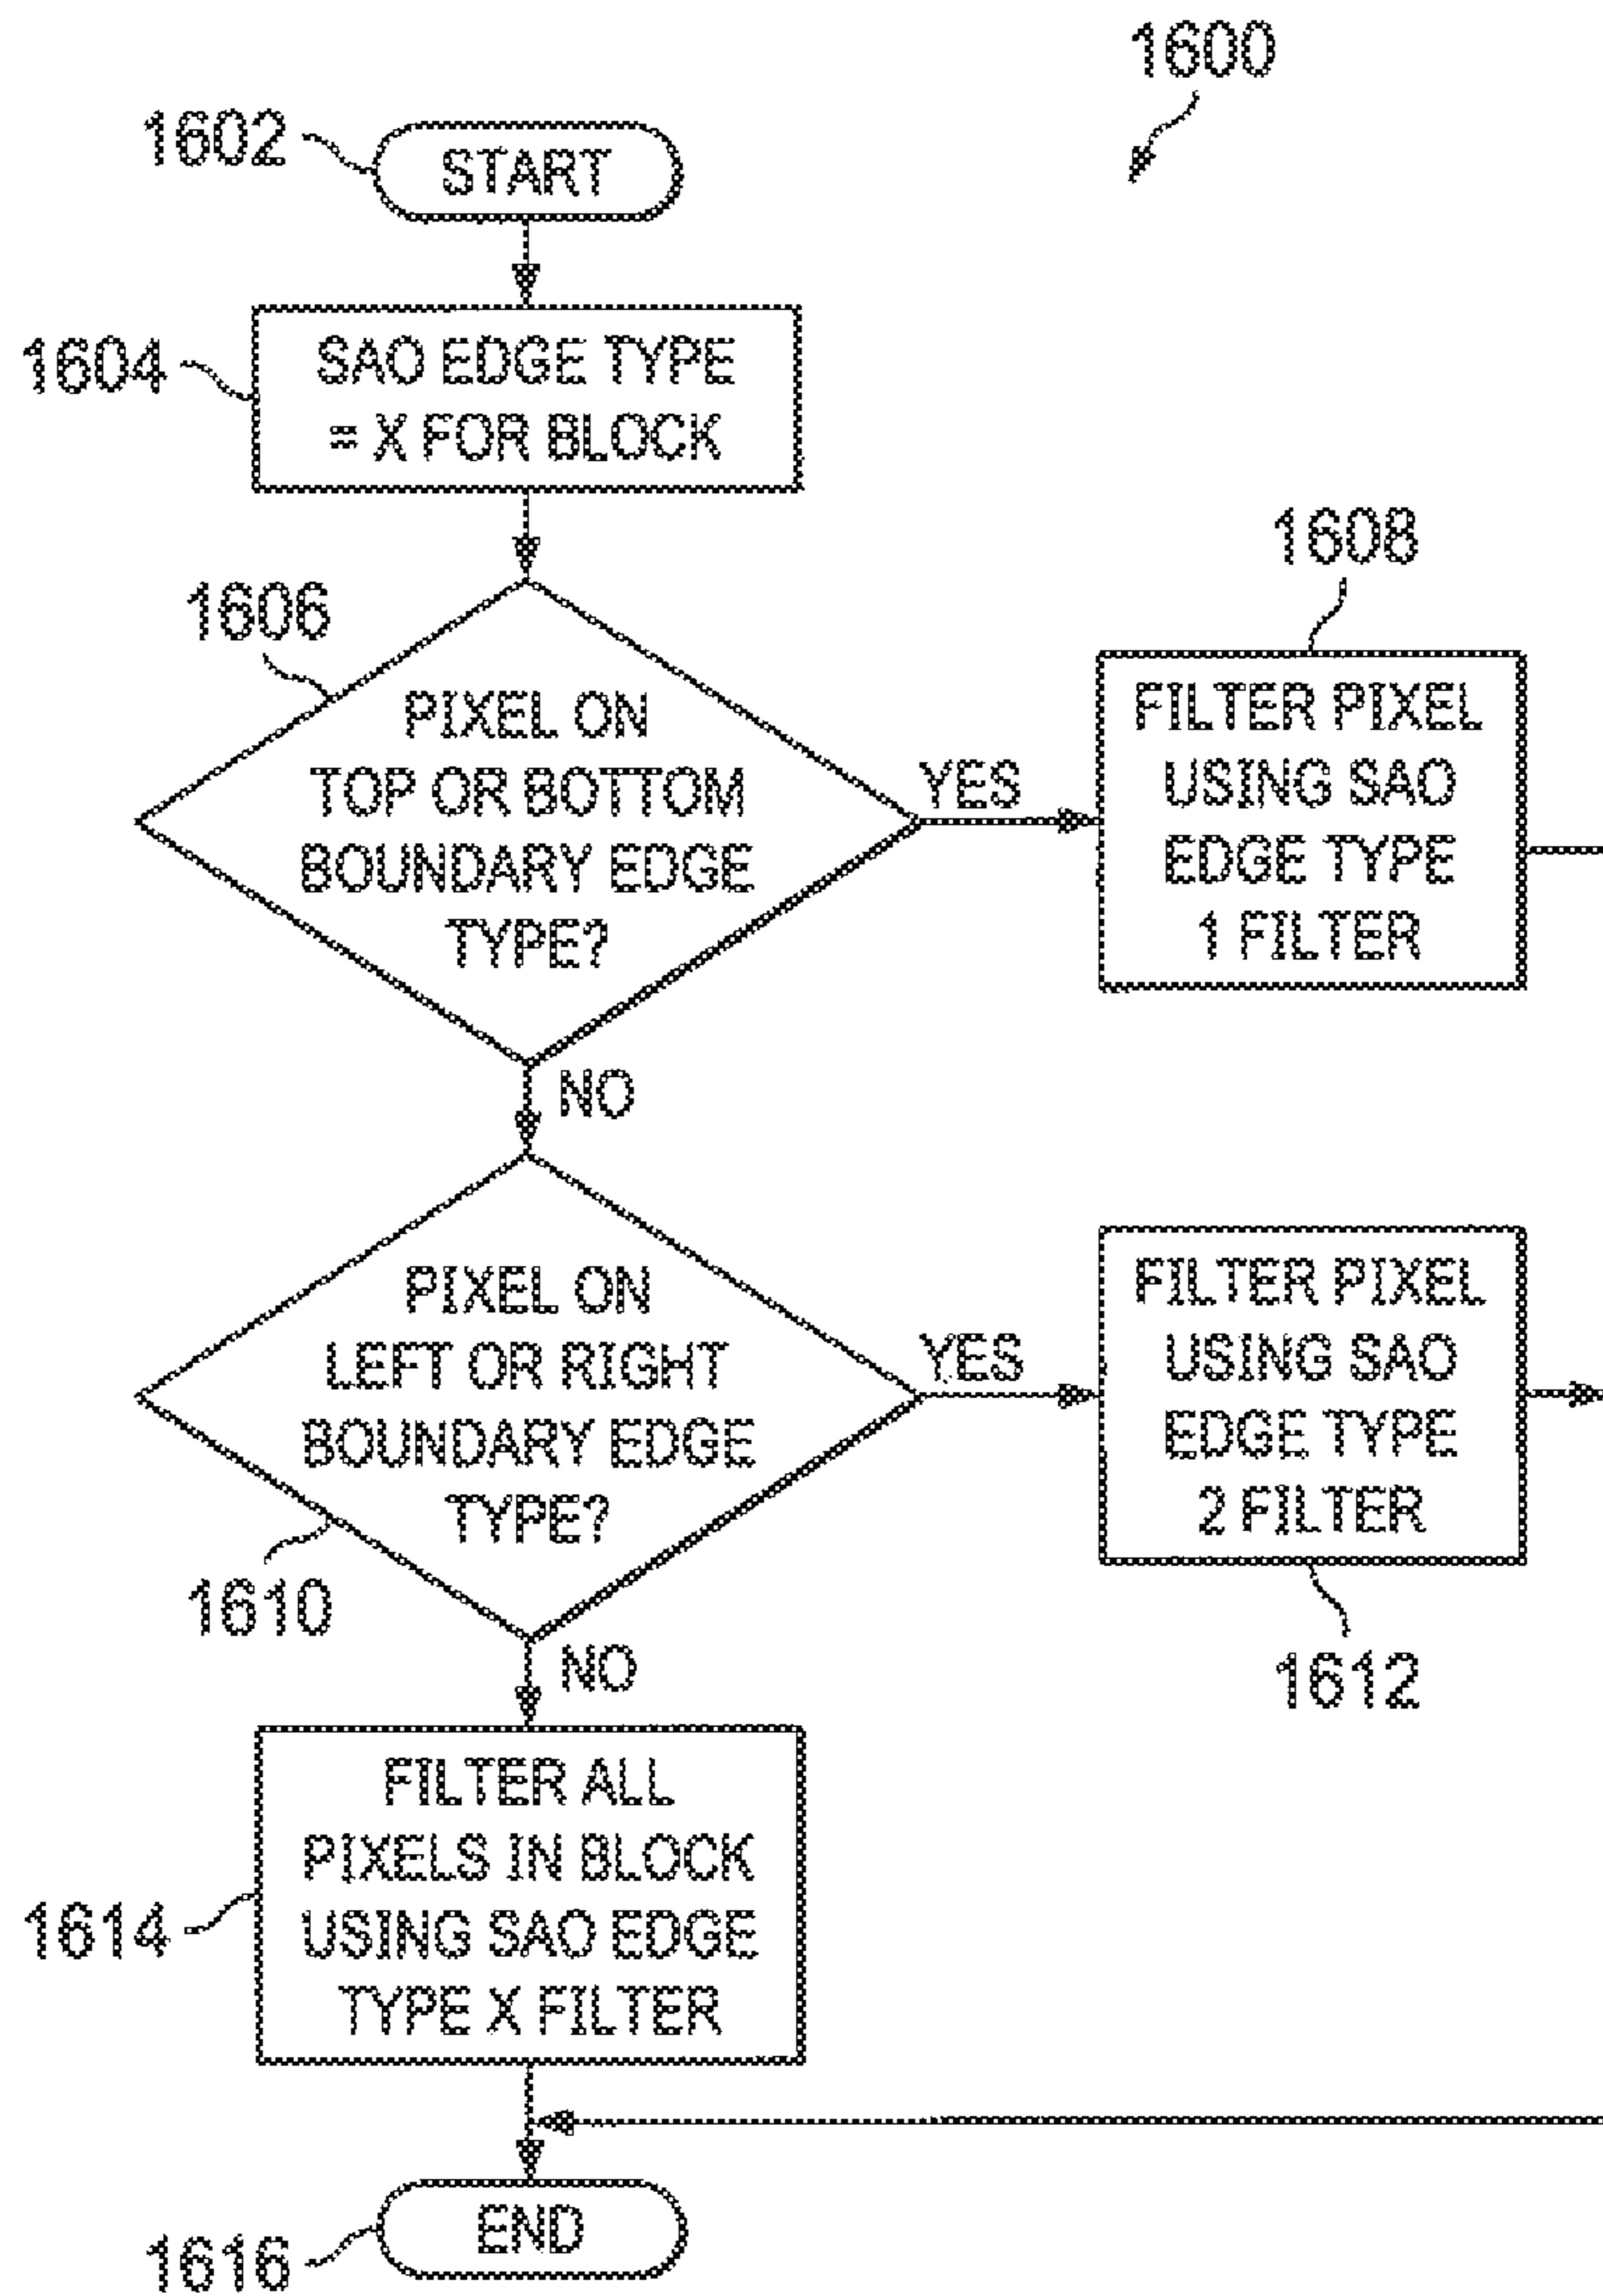 1600
1602
START
1604
SAO EDGE TYPE
= X FOR BLOCK
1606
PIXEL ON
TOP OR BOTTOM
BOUNDARY EDGE
TYPE?
YES
1608
FILTER PIXEL
USING SAO
EDGE TYPE
1 FILTER
NO
PIXEL ON
LEFT OR RIGHT
BOUNDARY EDGE
TYPE?
1610
YES
FILTER PIXEL
USING SAO
EDGE TYPE
2 FILTER
1612
NO
FILTER ALL
PIXELS IN BLOCK
USING SAO EDGE
TYPE X FILTER
1614
END
1616